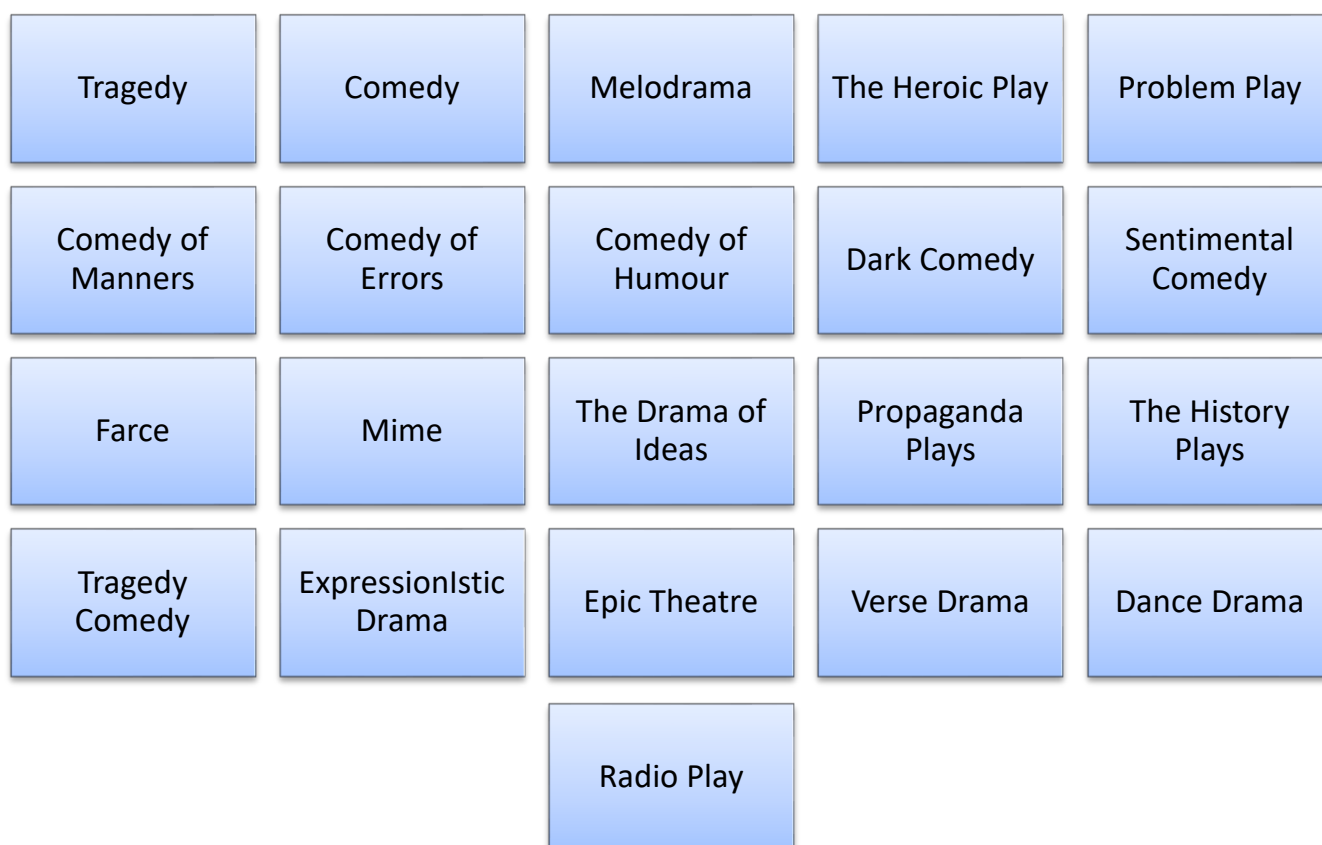 Tragedy
Comedy
Melodrama
The Heroic Play
Problem Play
Comedy of
Manners
Comedy of
Errors
Comedy of
Humour
Dark Comedy
Sentimental
Comedy
Farce
Mime
The Drama of
Ideas
Propaganda
Plays
The History
Plays
Tragedy
Comedy
ExpressionIstic
Drama
Epic Theatre
Verse Drama
Dance Drama
Radio Play